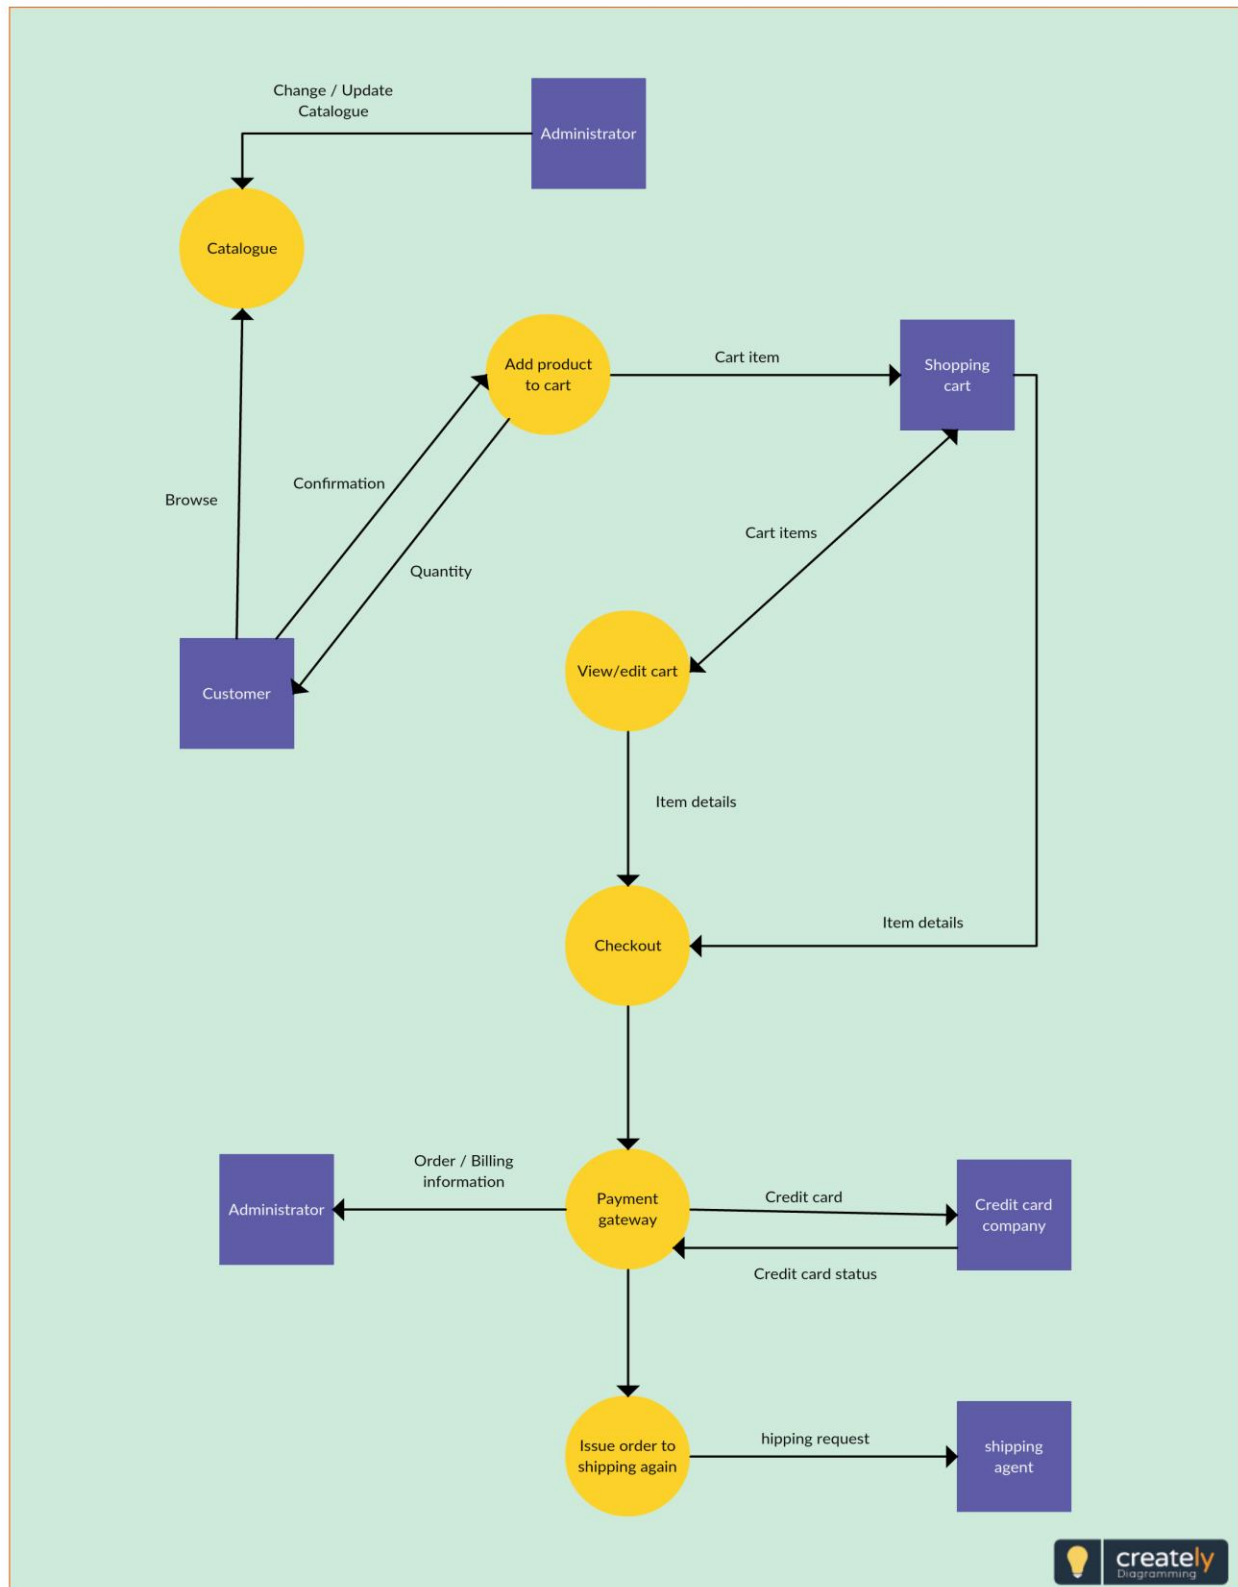 Change / Update
Catalogue
Administrator
Catalogue
Add product
to cart
Cart item
Shopping
cart
Confirmation
Browse
Cart items
Quantity
View/edit cart
Customer
Item details
Item details
Checkout
Order / Billing
information
Administrator
Payment
gateway
Credit card
Credit card
company
Credit card status
Issue order to
shipping again
hipping request
shipping
agent
creately
Diagramming